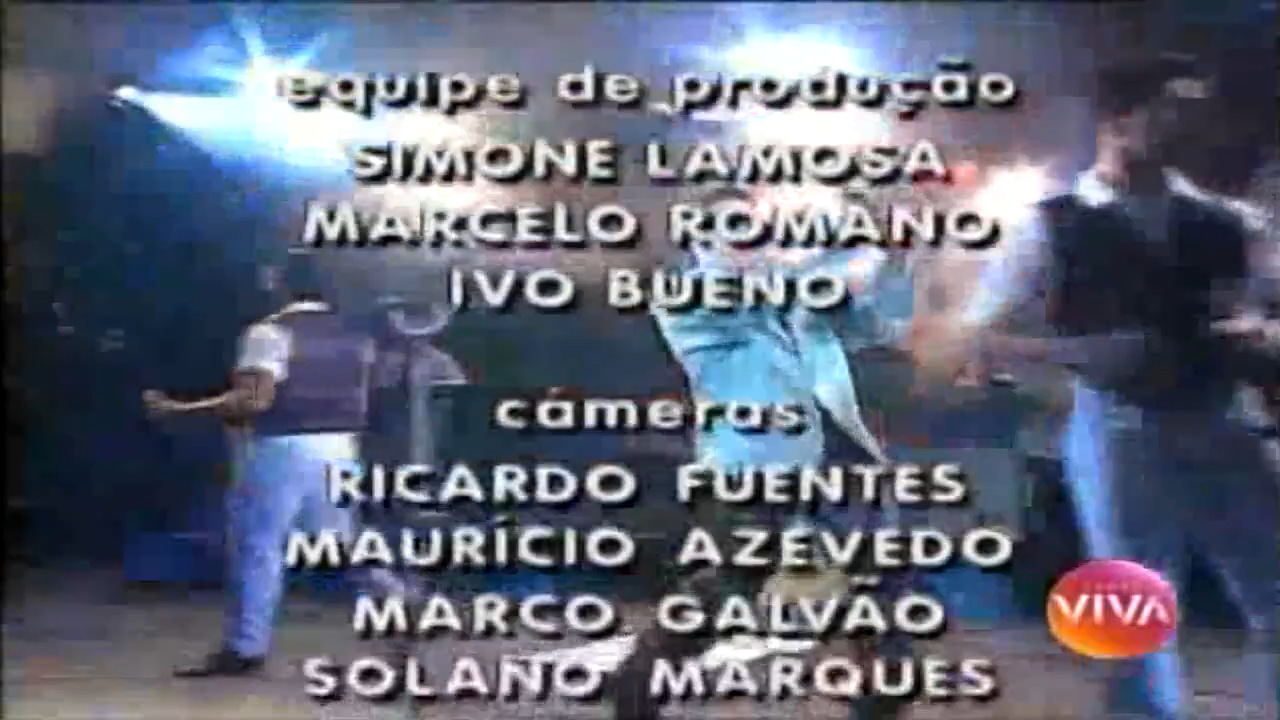 equipe de produção
SIMONE LAMOSA
MARCELO ROMANO
IVO BUENO
câmeras
RICARDO FUENTES
MAURÍCIO AZEVEDO
MARCO GALVÃO
SOLANO MARQUES
VIVA